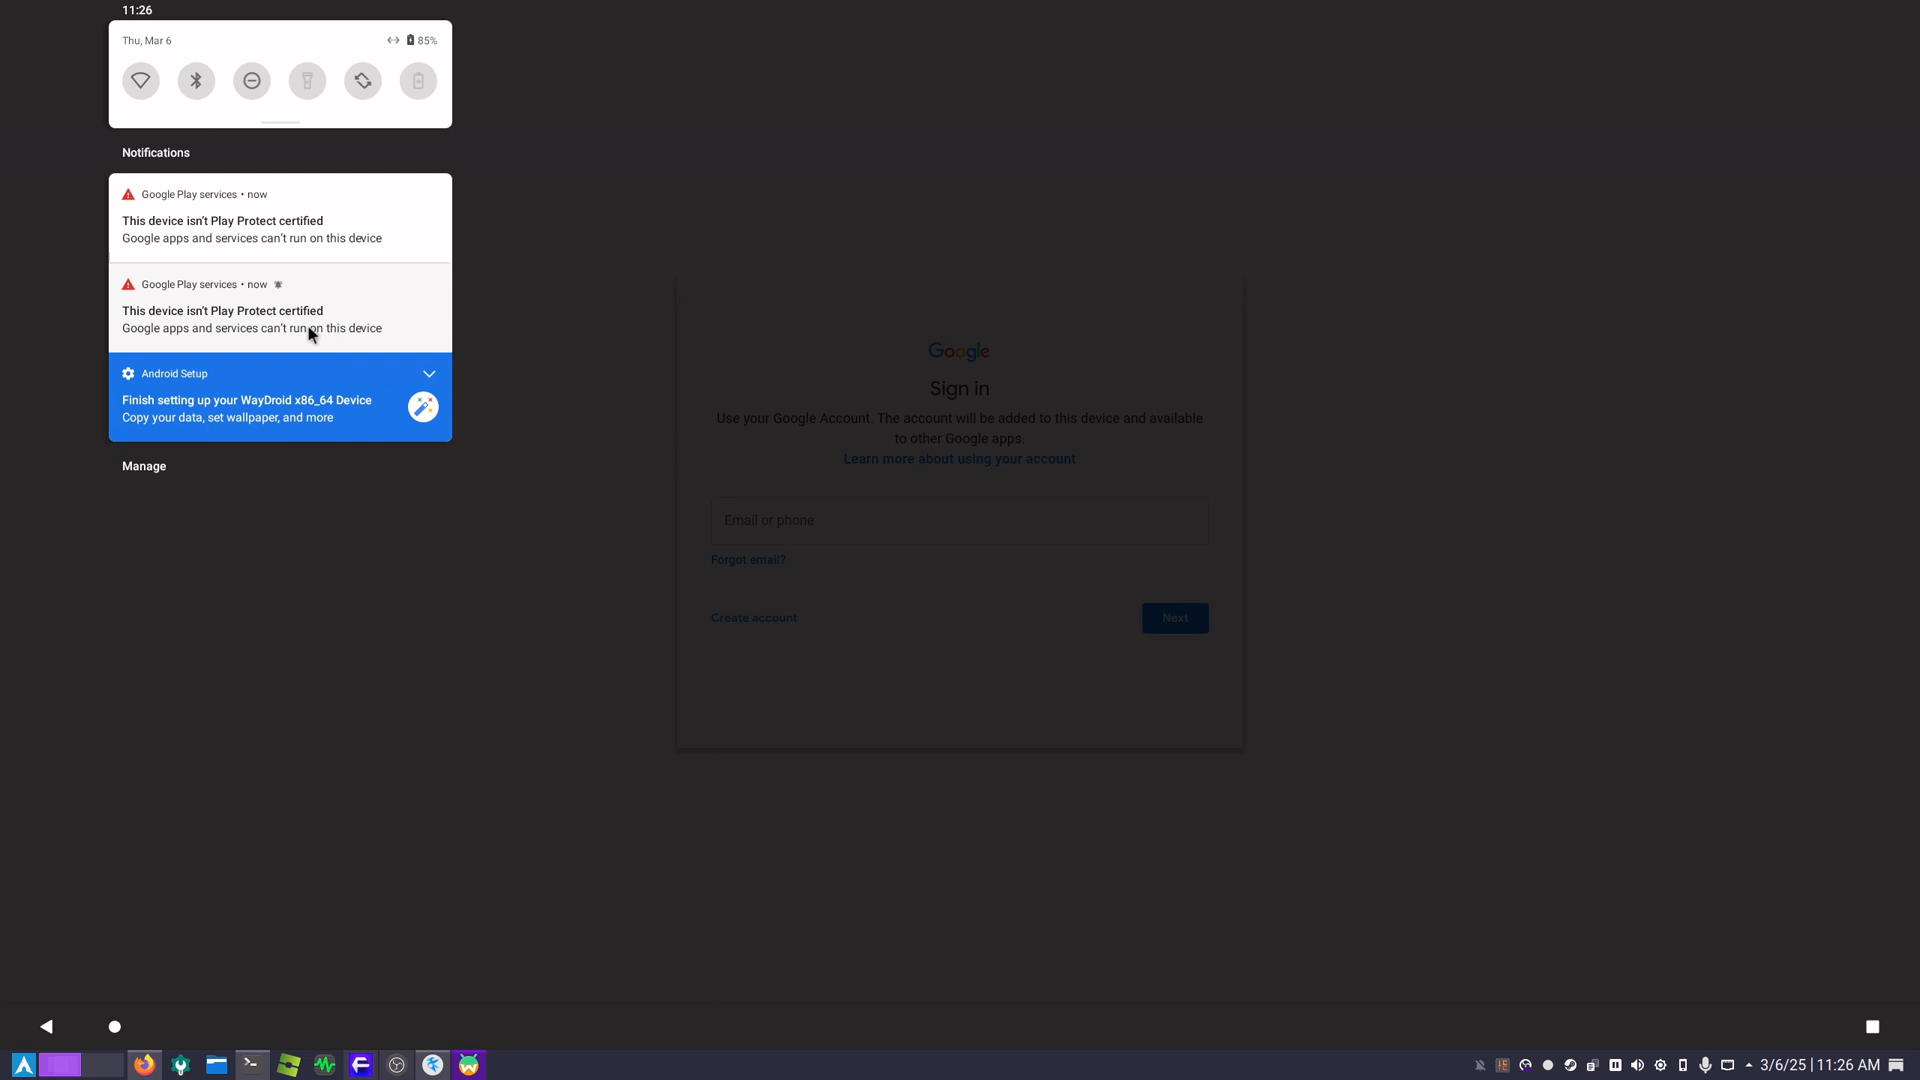 11:26
Thu, Mar 6
85%
Notifications
Google Play services • now
This device isn't Play Protect certified
Google apps and services can't run on this device
Google Play services • now
This device isn't Play Protect certified
Google apps and services can't run on this device
Android Setup
Finish setting up your WayDroid x86_64 Device
Copy your data, set wallpaper, and more
Manage
Google
Sign in
Use your Google Account. The account will be added to this device and available
to other Google apps.
Learn more about using your account
Email or phone
Forgot email?
Create account
Next
3/6/25 | 11:26 AM